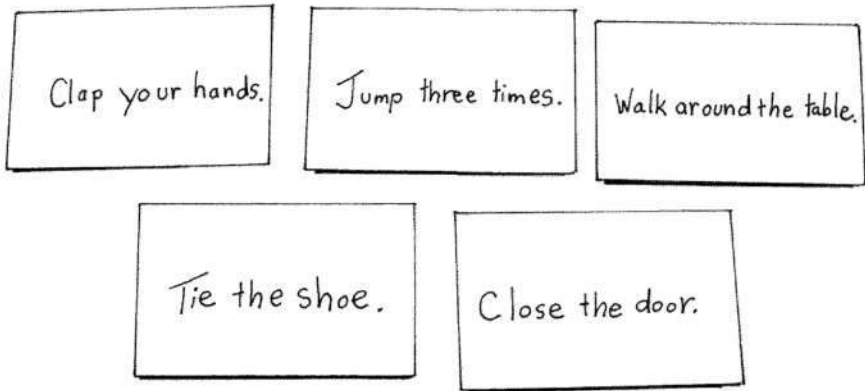 Clap your hands.
Jump three times.
Walk around the table.
Tie the shoe.
Close the door.